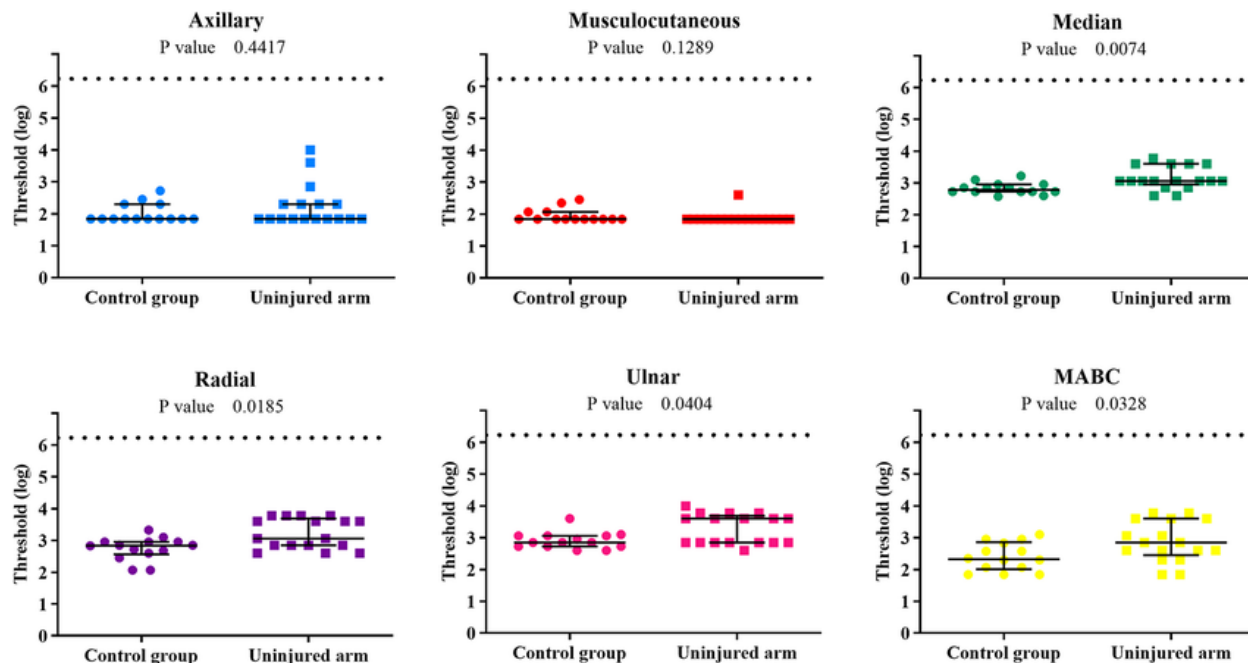 Axillary
P value 0.4417
Threshold (log)
6
5
4
3
2
1
0
Control group Uninjured arm
Musculocutaneous
P value 0.1289
Threshold (log)
6
5
4
3
2
1
0
Control group Uninjured arm
Median
P value 0.0074
Threshold (log)
6
5
4
3
2
1
0
Control group Uninjured arm
Radial
P value 0.0185
Threshold (log)
6
5
4
3
2
1
0
Control group Uninjured arm
Ulnar
P value 0.0404
Threshold (log)
6
5
4
3
2
1
0
Control group Uninjured arm
MABC
P value 0.0328
Threshold (log)
6
5
4
3
2
1
0
Control group Uninjured arm